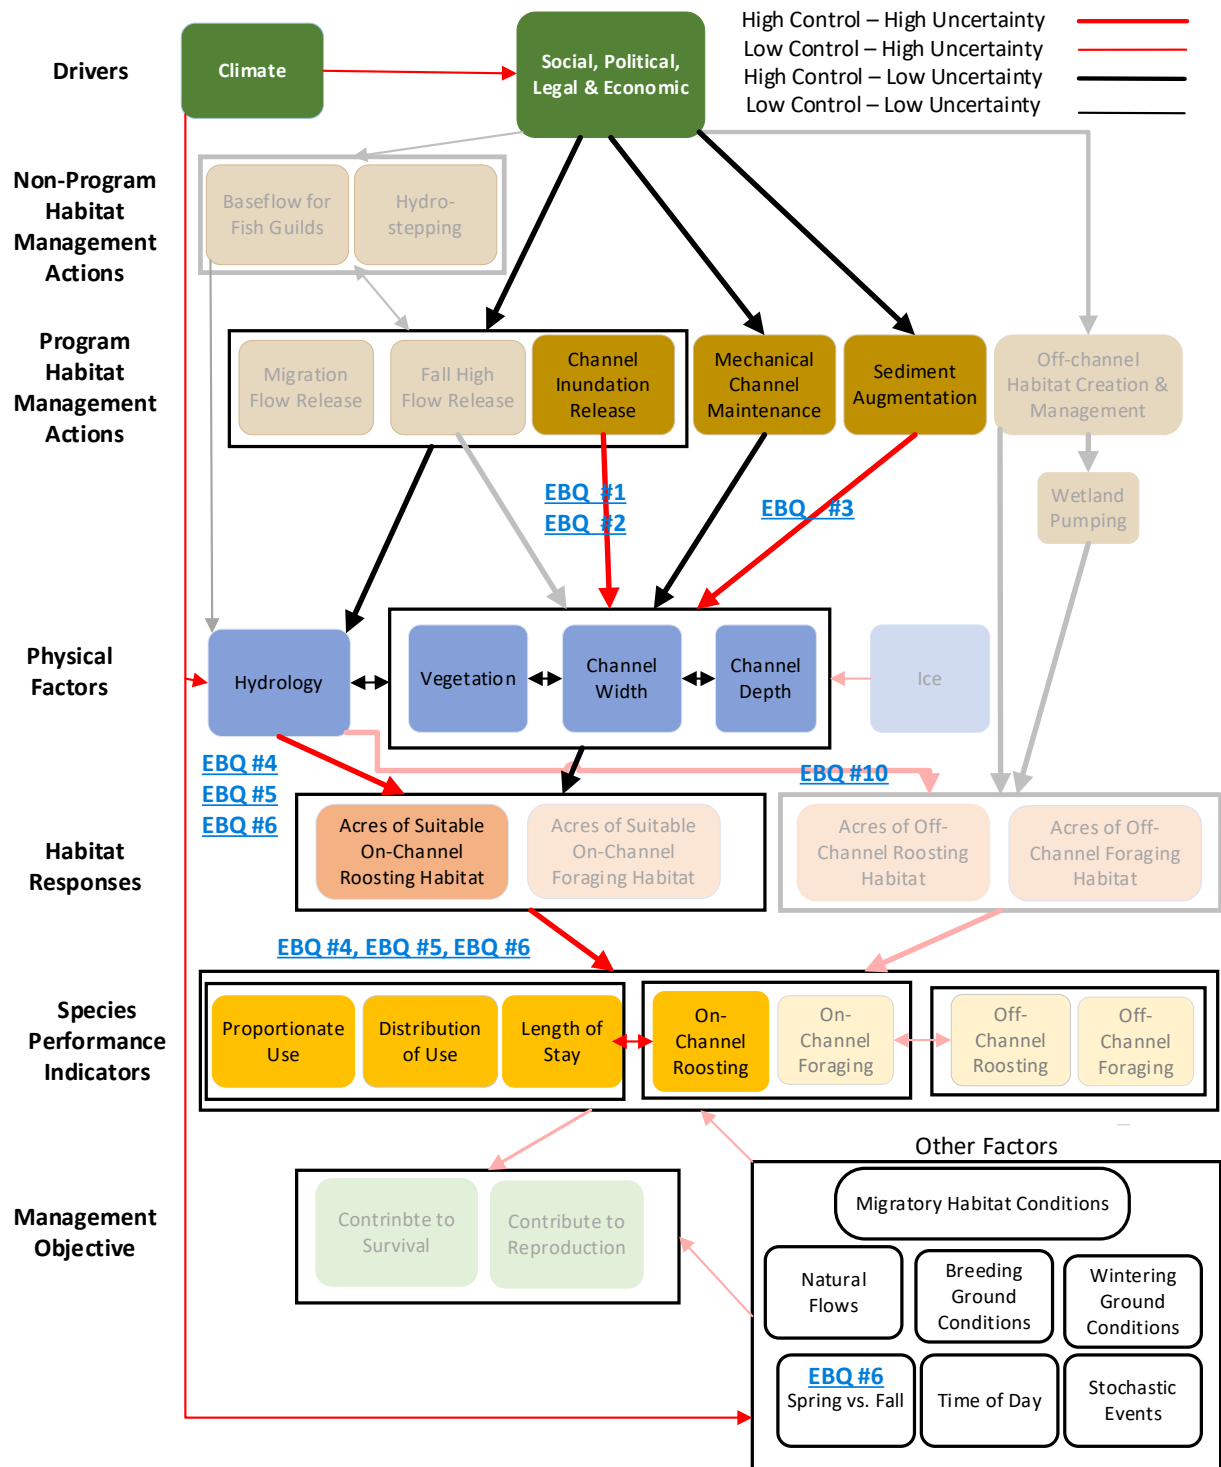 High Control – High Uncertainty
Low Control – High Uncertainty
High Control – Low Uncertainty
Low Control – Low Uncertainty
Drivers
Climate
Social, Political,
Legal & Economic
Non-Program
Habitat
Management
Actions
Baseflow for
Fish Guilds
Hydro-
stepping
Program
Habitat
Management
Actions
Migration
Flow Release
Fall High
Flow Release
Channel
Inundation
Release
Mechanical
Channel
Maintenance
Sediment
Augmentation
Off-channel
Habitat Creation &
Management
EBQ #1
EBQ #2
EBQ #3
Wetland
Pumping
Physical
Factors
Hydrology
Vegetation
Channel
Width
Channel
Depth
Ice
EBQ #4
EBQ #5
EBQ #6
EBQ #10
Habitat
Responses
Acres of Suitable
On-Channel
Roosting Habitat
Acres of Suitable
On-Channel
Foraging Habitat
Acres of Off-
Channel Roosting
Habitat
Acres of Off-
Channel Foraging
Habitat
EBQ #4, EBQ #5, EBQ #6
Species
Performance
Indicators
Proportionate
Use
Distribution
of Use
Length of
Stay
On-
Channel
Roosting
On-
Channel
Foraging
Off-
Channel
Roosting
Off-
Channel
Foraging
Management
Objective
Contrinbte to
Survival
Contribute to
Reproduction
Other Factors
Migratory Habitat Conditions
Natural
Flows
Breeding
Ground
Conditions
Wintering
Ground
Conditions
EBQ #6
Spring vs. Fall
Time of Day
Stochastic
Events